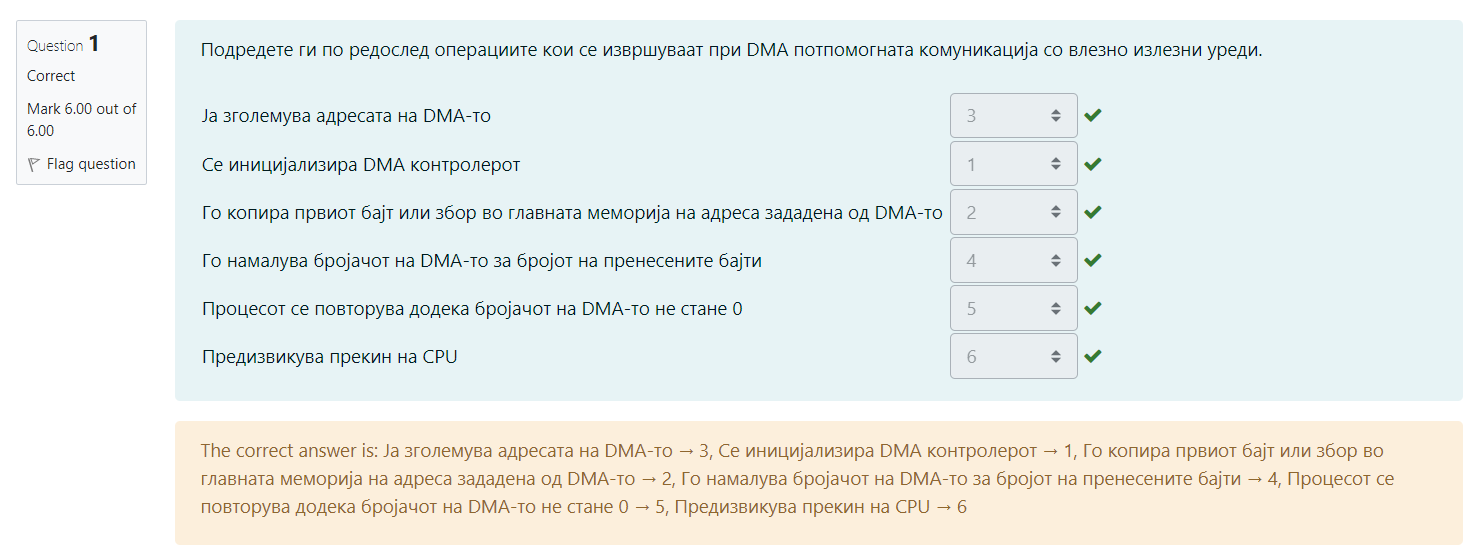 Question 1
Correct
Mark 6.00 out of
6.00
Flag question
Подредете ги по редослед операциите кои се извршуваат при DMA потпомогната комуникација со влезно излезни уреди.
Ја зголемува адресата на DMA-то 3
Се иницијализира DMA контролерот 1
Го копира првиот бајт или збор во главната меморија на адреса зададена од DMA-то 2
Го намалува бројачот на DMA-то за бројот на пренесените бајти 4
Процесот се повторува додека бројачот на DMA-то не стане 0 5
Предизвикува прекин на CPU 6
The correct answer is: Ја зголемува адресата на DMA-то → 3, Се иницијализира DMA контролерот → 1, Го копира првиот бајт или збор во
главната меморија на адреса зададена од DMA-то → 2, Го намалува бројачот на DMA-то за бројот на пренесените бајти → 4, Процесот се
повторува додека бројачот на DMA-то не стане 0 → 5, Предизвикува прекин на CPU → 6